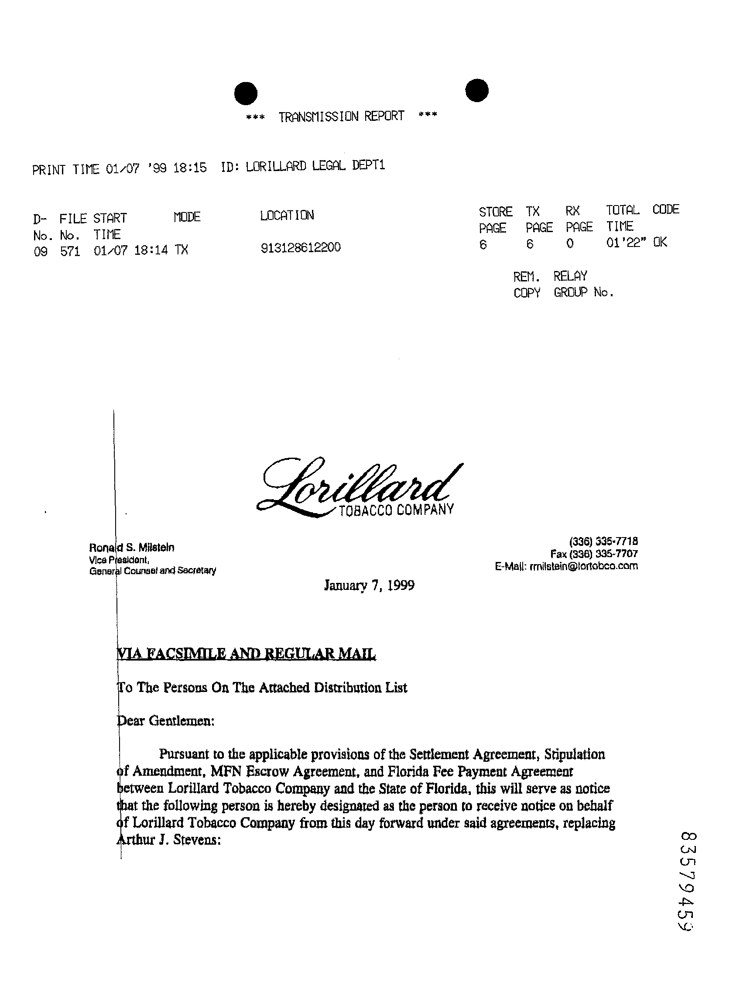 *** TRANSMISSION REPORT ***
PRINT TIME 01/07 '99 18:15 ID: LORILLARD LEGAL DEPT1
D- FILE START MODE LOCATION STORE TX RX TOTAL CODE
No. No. TIME PAGE PAGE PAGE TIME
09 571 01/07 18:14 TX 913128612200 6 6 0 01'22" OK
REM. RELAY
COPY GROUP No.
Lorillard
TOBACCO COMPANY
Ronald S. Milstein
Vice President,
General Counsel and Secretary
(336) 335-7718
Fax (336) 335-7707
E-Mail: rmilstein@lortobco.com
January 7, 1999
VIA FACSIMILE AND REGULAR MAIL
To The Persons On The Attached Distribution List
Dear Gentlemen:
Pursuant to the applicable provisions of the Settlement Agreement, Stipulation
of Amendment, MFN Escrow Agreement, and Florida Fee Payment Agreement
between Lorillard Tobacco Company and the State of Florida, this will serve as notice
that the following person is hereby designated as the person to receive notice on behalf
of Lorillard Tobacco Company from this day forward under said agreements, replacing
Arthur J. Stevens:
83579459